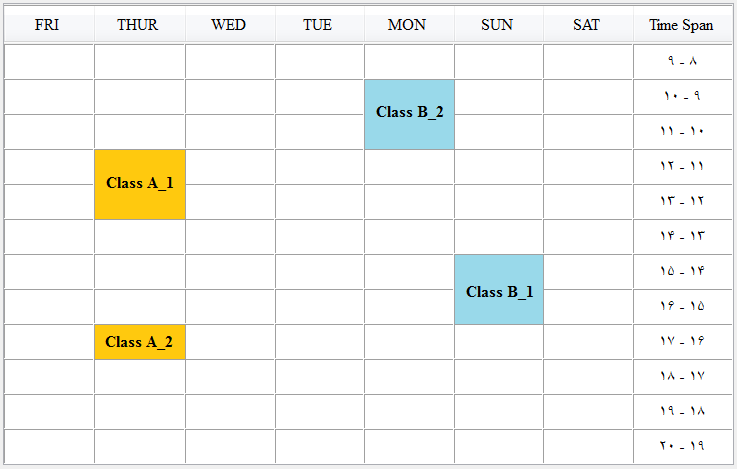 FRI THUR WED TUE MON SUN SAT Time Span
۸ - ۹
۹ - ۱۰
Class B_2
۱۰ - ۱۱
۱۱ - ۱۲
Class A_1
۱۲ - ۱۳
۱۳ - ۱۴
۱۴ - ۱۵
Class B_1
۱۵ - ۱۶
Class A_2 ۱۶ - ۱۷
۱۷ - ۱۸
۱۸ - ۱۹
۱۹ - ۲۰